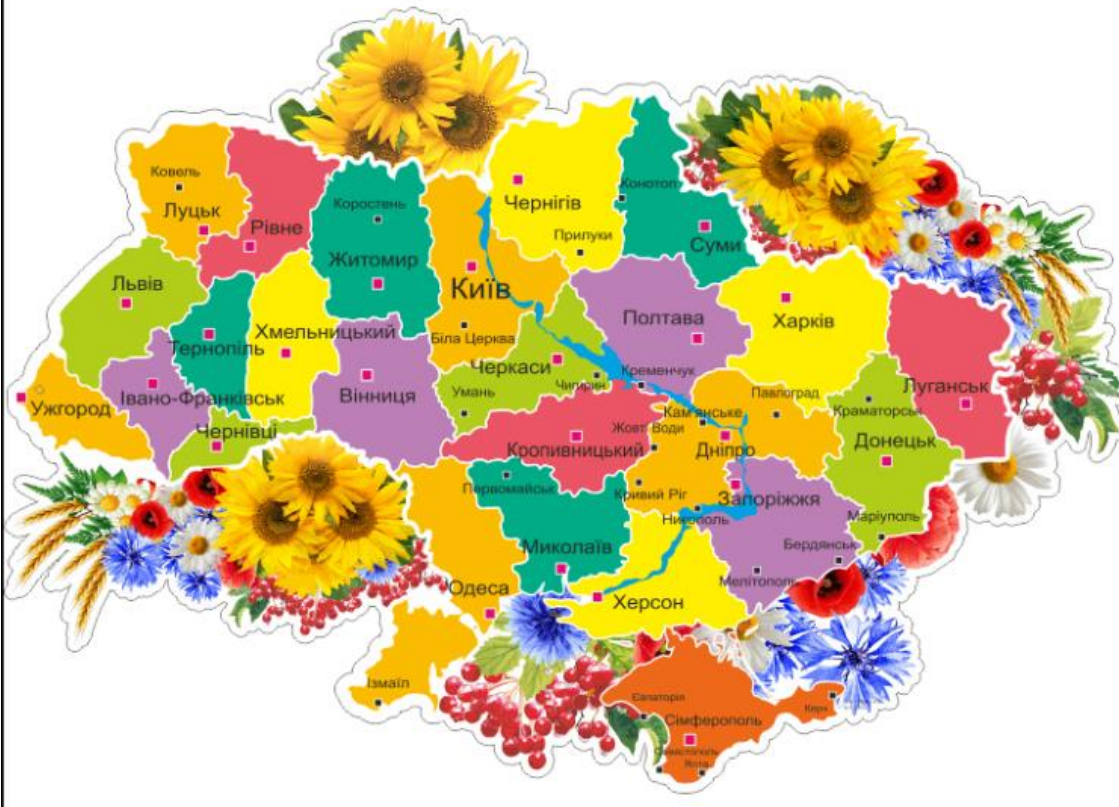 Ковель
Луцьк
Рівне
Коростень
Житомир
Чернігів
Прилуки
Конотоп
Суми
Львів
Тернопіль
Хмельницький
Київ
Біла Церква
Полтава
Харків
Луганськ
Ужгород
Івано-Франківськ
Чернівці
Вінниця
Черкаси
Умань
Чигирин
Кременчук
Кам'янське
Жовті Води
Павлоград
Краматорськ
Кропивницький
Дніпро
Донецьк
Первомайськ
Кривий Ріг
Нікополь
Запоріжжя
Маріуполь
Бердянськ
Мелітополь
Миколаїв
Одеса
Херсон
Ізмаїл
Євпаторія
Сімферополь
Керч
Севастополь
Ялта